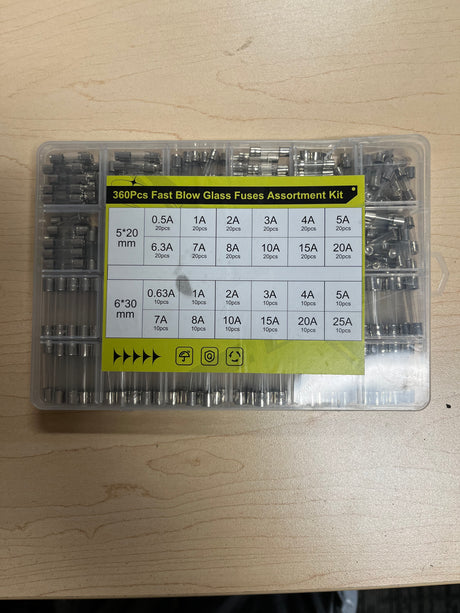 360Pcs Fast Blow Glass Fuses Assortment Kit
5*20 mm
0.5A 1A 2A 3A 4A 5A
20pcs 20pcs 20pcs 20pcs 20pcs 20pcs
6.3A 7A 8A 10A 15A 20A
20pcs 20pcs 20pcs 20pcs 20pcs 20pcs
6*30 mm
0.63A 1A 2A 3A 4A 5A
10pcs 10pcs 10pcs 10pcs 10pcs 10pcs
7A 8A 10A 15A 20A 25A
10pcs 10pcs 10pcs 10pcs 10pcs 10pcs